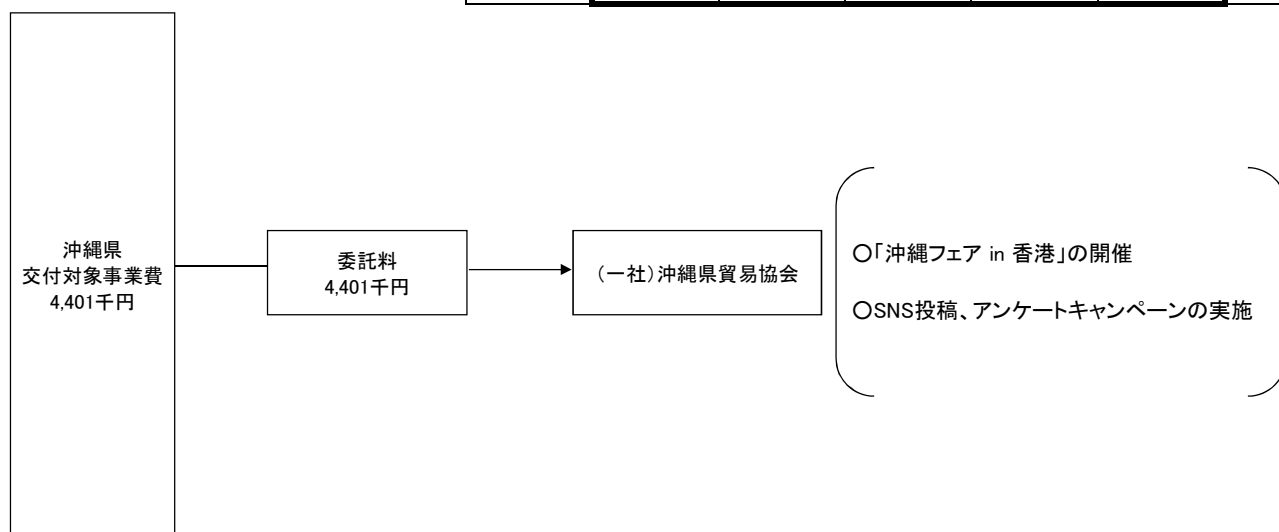 沖縄県
交付対象事業費
4,401千円
委託料
4,401千円
(一社)沖縄県貿易協会
〇「沖縄フェア in 香港」の開催
〇SNS投稿、アンケートキャンペーンの実施